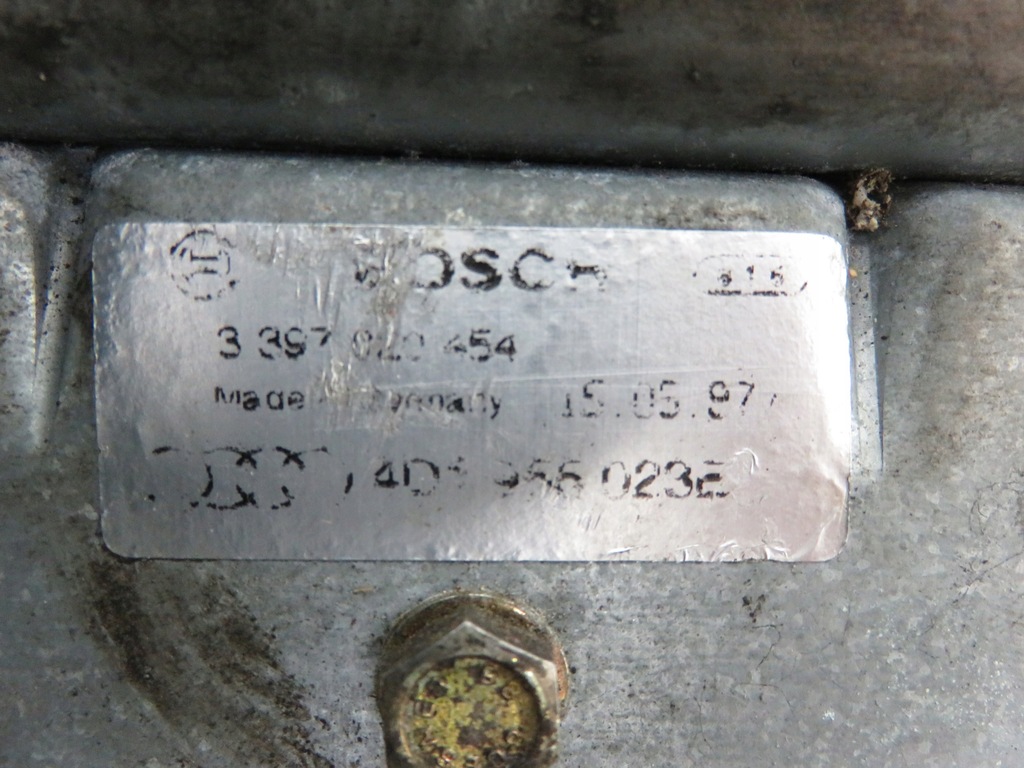 BOSCH
3 397 020 454
Made in Germany 15.05.97
4D1 955 023E